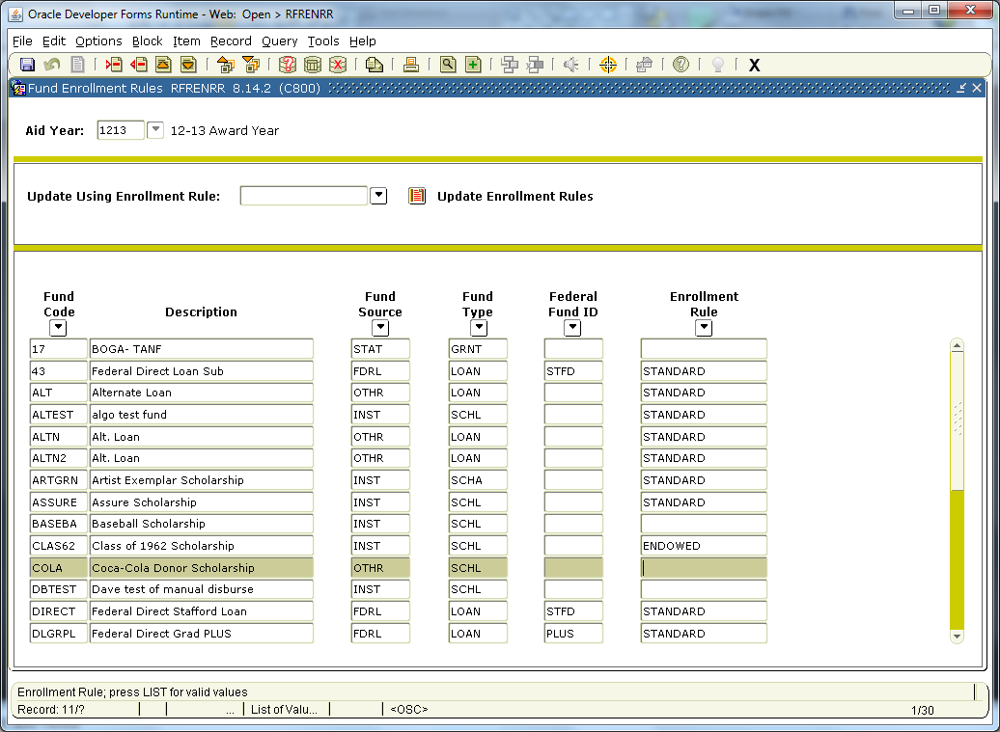 Oracle Developer Forms Runtime - Web: Open > RFRENRR
File Edit Options Block Item Record Query Tools Help
X
Fund Enrollment Rules RFRENRR 8.14.2 (C800)
Aid Year: 1213 12-13 Award Year
Update Using Enrollment Rule: Update Enrollment Rules
Fund Fund Fund Federal Enrollment
Code Description Source Type Fund ID Rule
17 BOGA- TANF STAT GRNT
43 Federal Direct Loan Sub FDRL LOAN STFD STANDARD
ALT Alternate Loan OTHR LOAN STANDARD
ALTEST algo test fund INST SCHL STANDARD
ALTN Alt. Loan OTHR LOAN STANDARD
ALTN2 Alt. Loan OTHR LOAN STANDARD
ARTGRN Artist Exemplar Scholarship INST SCHA STANDARD
ASSURE Assure Scholarship INST SCHL STANDARD
BASEBA Baseball Scholarship INST SCHL
CLAS62 Class of 1962 Scholarship INST SCHL ENDOWED
COLA Coca-Cola Donor Scholarship OTHR SCHL
DBTEST Dave test of manual disburse INST SCHL
DIRECT Federal Direct Stafford Loan FDRL LOAN STFD STANDARD
DLGRPL Federal Direct Grad PLUS FDRL LOAN PLUS STANDARD
Enrollment Rule; press LIST for valid values
Record: 11/? ... List of Valu... <OSC> 1/30